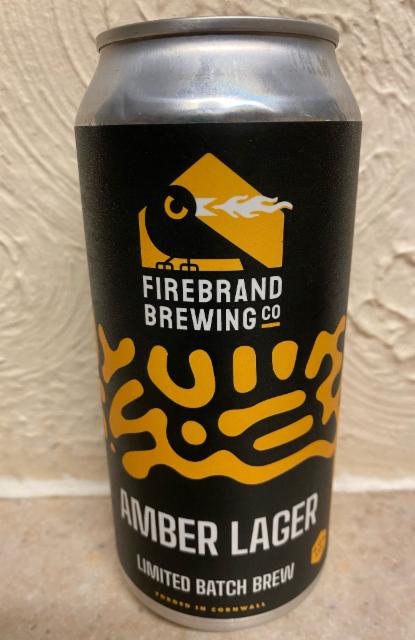 FIREBRAND
BREWING CO
AMBER LAGER
LIMITED BATCH BREW
FORGED IN CORNWALL